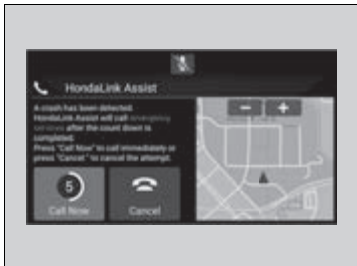 HondaLink Assist
A crash has been detected.
HondaLink Assist will call emergency
services after the count down is
completed.
Press "Call Now" to call immediately or
press "Cancel" to cancel the attempt.
− +
5
Call Now Cancel